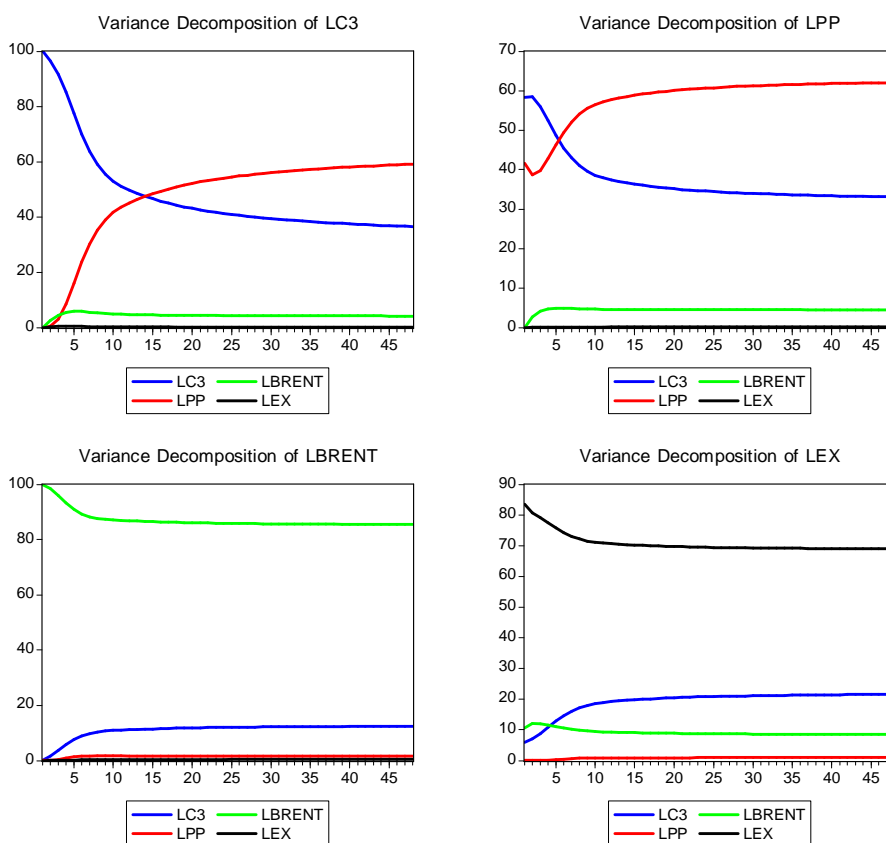 Variance Decomposition of LC3
100
80
60
40
20
0
5 10 15 20 25 30 35 40 45
LC3 LBRENT
LPP LEX
Variance Decomposition of LPP
70
60
50
40
30
20
10
0
5 10 15 20 25 30 35 40 45
LC3 LBRENT
LPP LEX
Variance Decomposition of LBRENT
100
80
60
40
20
0
5 10 15 20 25 30 35 40 45
LC3 LBRENT
LPP LEX
Variance Decomposition of LEX
90
80
70
60
50
40
30
20
10
0
5 10 15 20 25 30 35 40 45
LC3 LBRENT
LPP LEX